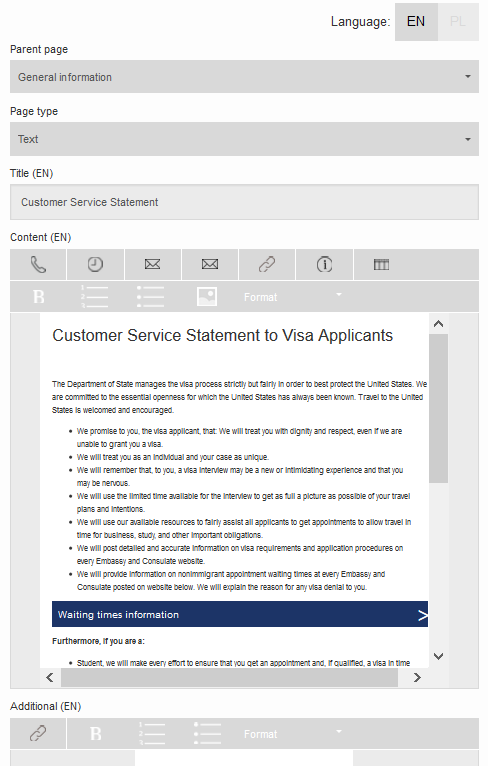 Language: EN PL
Parent page
General information
Page type
Text
Title (EN)
Customer Service Statement
Content (EN)
B Format
Customer Service Statement to Visa Applicants
The Department of State manages the visa process strictly but fairly in order to best protect the United States. We
are committed to the essential openness for which the United States has always been known. Travel to the United
States is welcomed and encouraged.
• We promise to you, the visa applicant, that: We will treat you with dignity and respect, even if we are
unable to grant you a visa.
• We will treat you as an individual and your case as unique.
• We will remember that, to you, a visa interview may be a new or intimidating experience and that you
may be nervous.
• We will use the limited time available for the interview to get as full a picture as possible of your travel
plans and intentions.
• We will use our available resources to fairly assist all applicants to get appointments to allow travel in
time for business, study, and other important obligations.
• We will post detailed and accurate information on visa requirements and application procedures on
every Embassy and Consulate website.
• We will provide information on nonimmigrant appointment waiting times at every Embassy and
Consulate posted on website below. We will explain the reason for any visa denial to you.
Waiting times information >
Furthermore, if you are a:
• Student, we will make every effort to ensure that you get an appointment and, if qualified, a visa in time
Additional (EN)
B Format